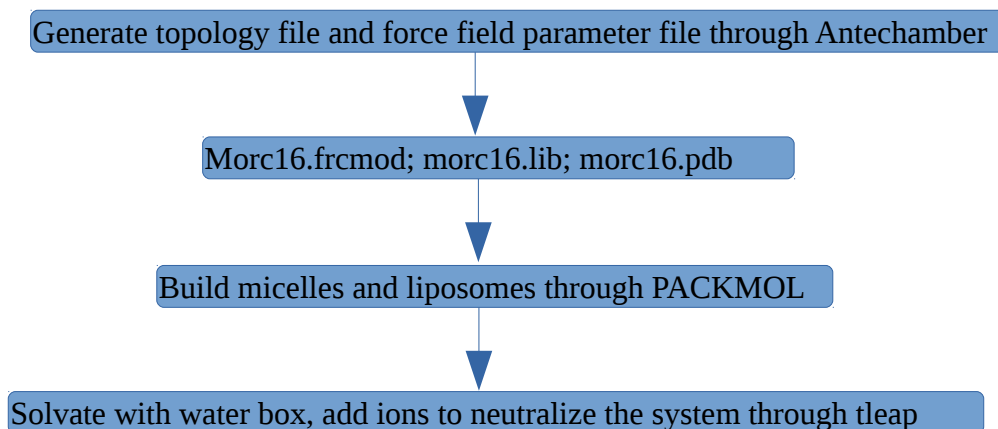 Generate topology file and force field parameter file through Antechamber
Morc16.frcmod; morc16.lib; morc16.pdb
Build micelles and liposomes through PACKMOL
Solvate with water box, add ions to neutralize the system through tleap